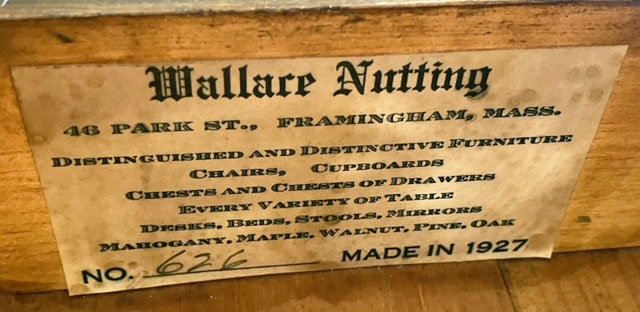 Wallace Nutting
46 PARK ST., FRAMINGHAM, MASS.
DISTINGUISHED AND DISTINCTIVE FURNITURE
CHAIRS, CUPBOARDS
CHESTS AND CHESTS OF DRAWERS
EVERY VARIETY OF TABLE
DESKS, BEDS, STOOLS, MIRRORS
MAHOGANY, MAPLE, WALNUT, PINE, OAK
NO. 626 MADE IN 1927